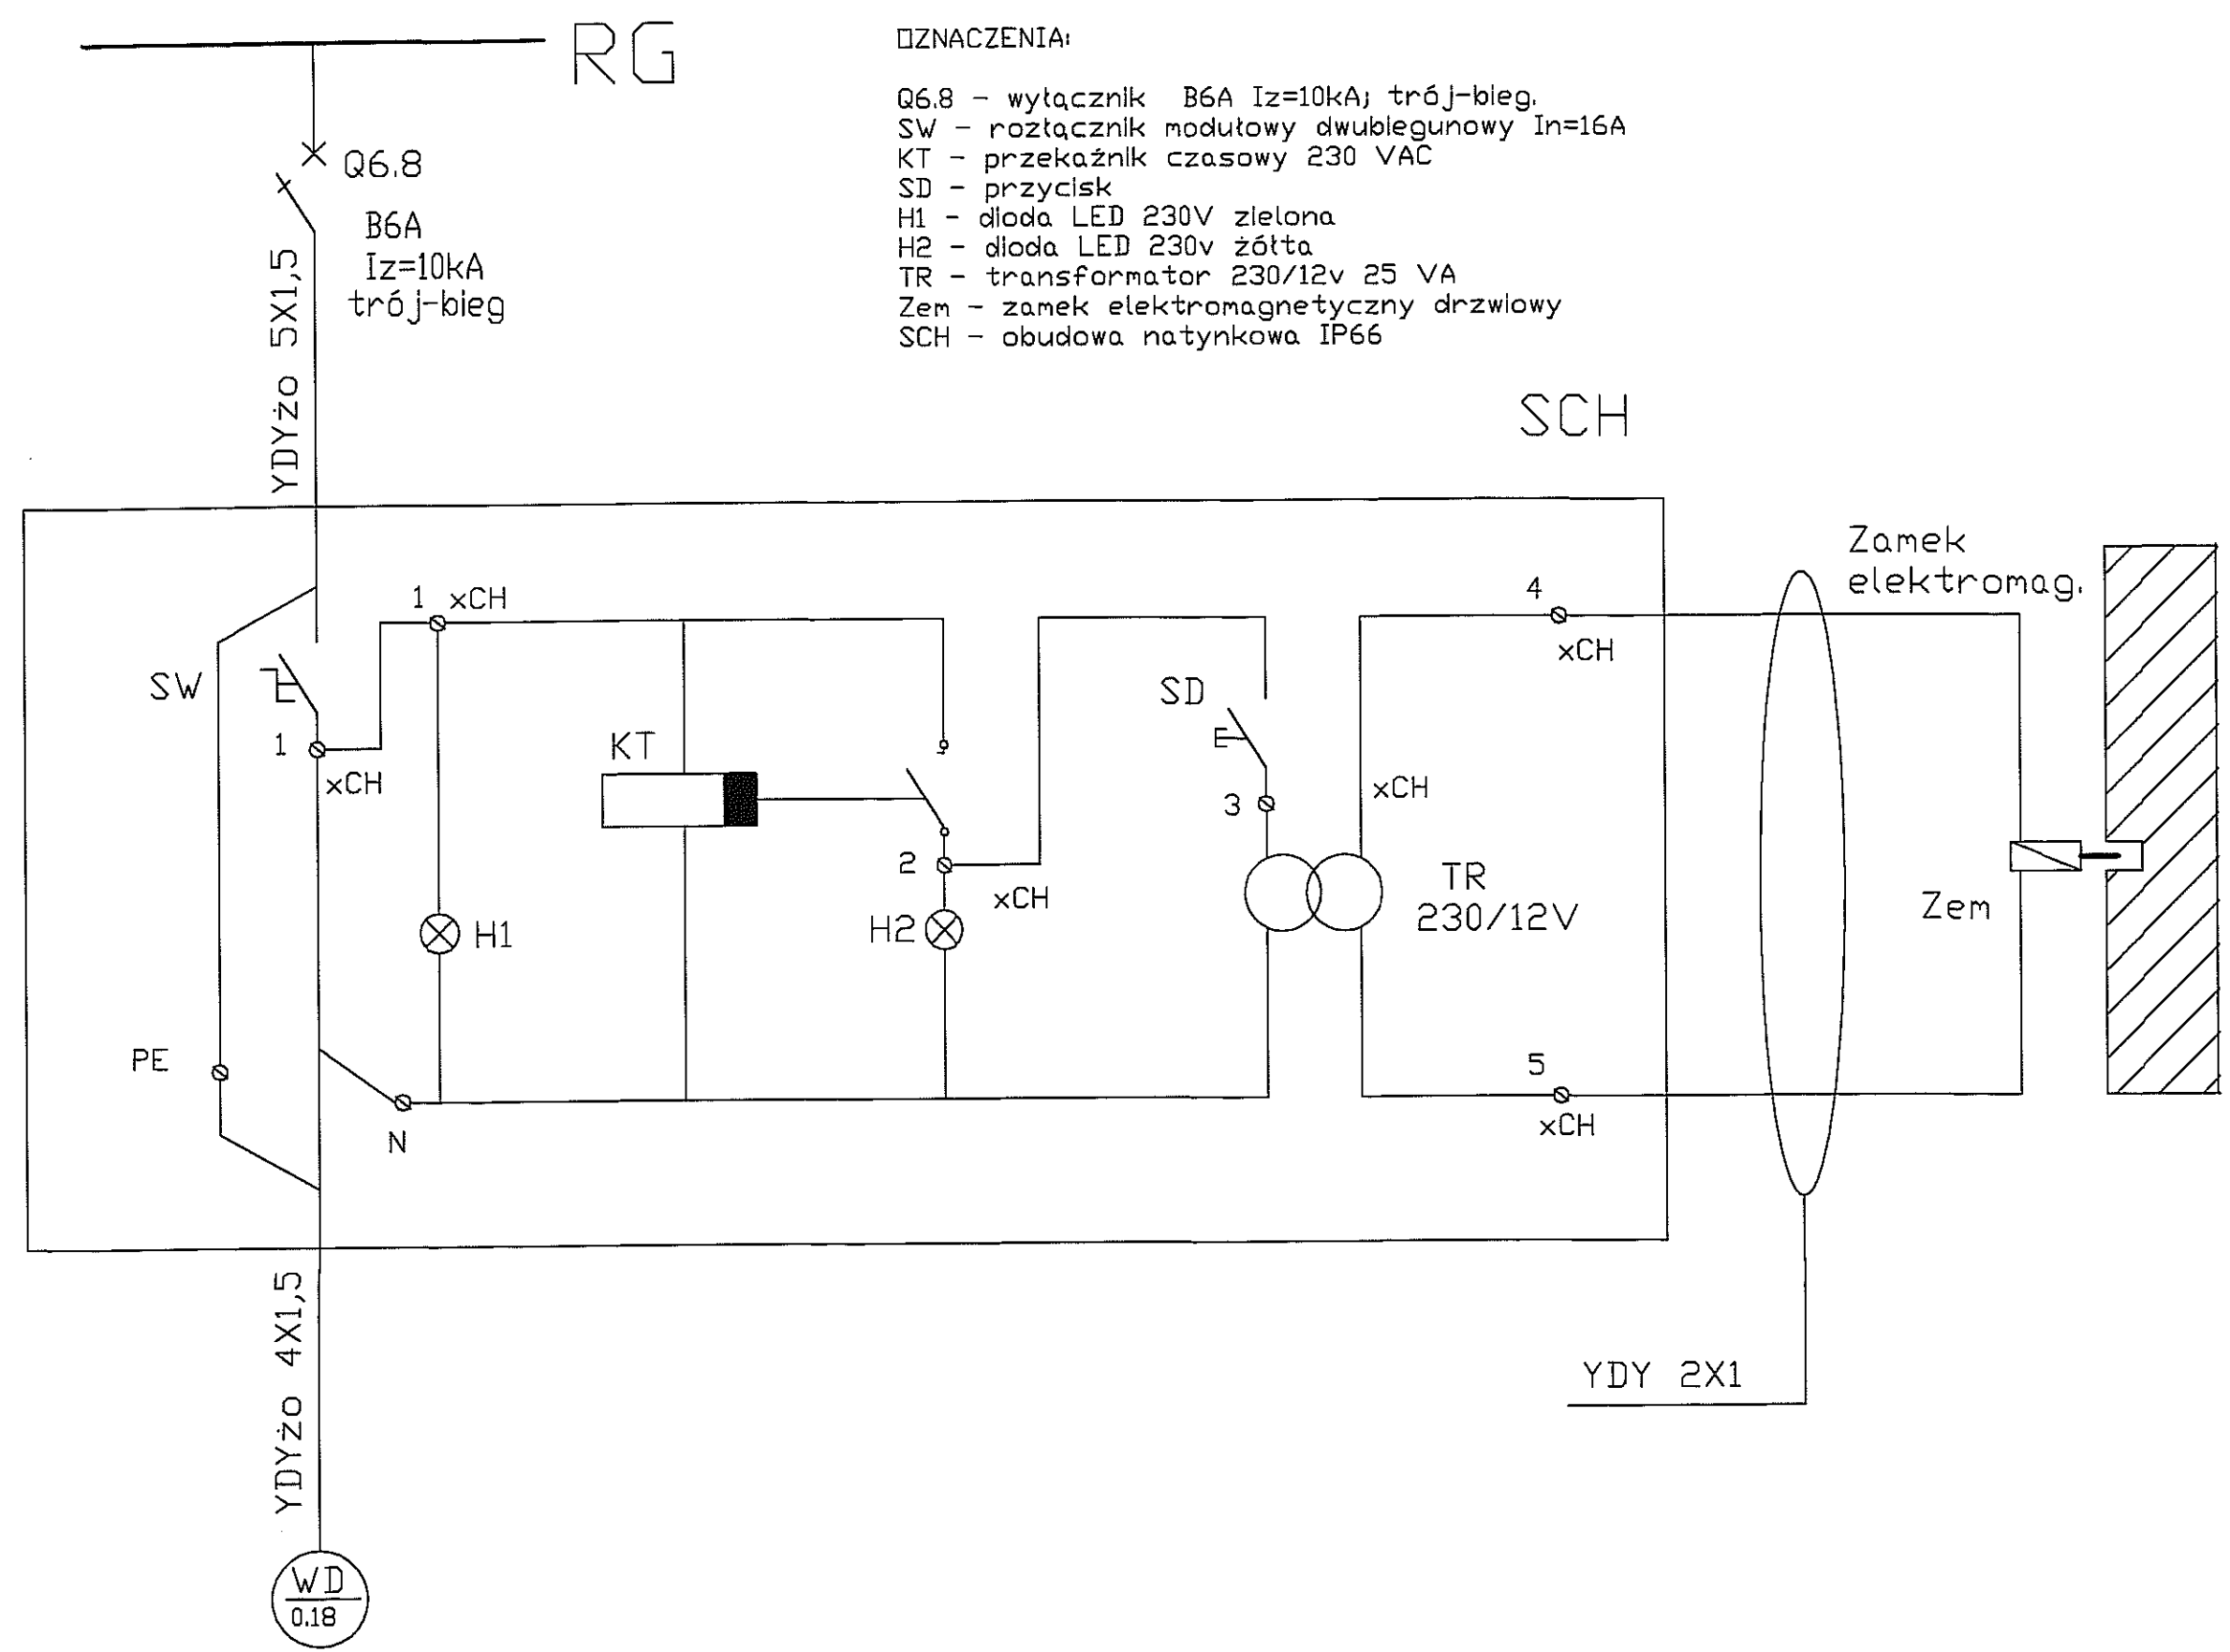 RG
OZNACZENIA:
Q6.8 - wyłącznik B6A Iz=10kA; trój-bieg.
SW - rozłącznik modułowy dwubiegunowy In=16A
KT - przekaźnik czasowy 230 VAC
SD - przycisk
H1 - dioda LED 230V zielona
H2 - dioda LED 230v żółta
TR - transformator 230/12v 25 VA
Zem - zamek elektromagnetyczny drzwiowy
SCH - obudowa natynkowa IP66
Q6.8
B6A
Iz=10kA
trój-bieg
YDYżo 5X1,5
SCH
Zamek
elektromag.
1 xCH
4
xCH
SW
SD
1
xCH
KT
3
xCH
2
xCH
H1
H2
TR
230/12V
Zem
PE
N
5
xCH
YDYżo 4X1,5
YDY 2X1
WD
0.18